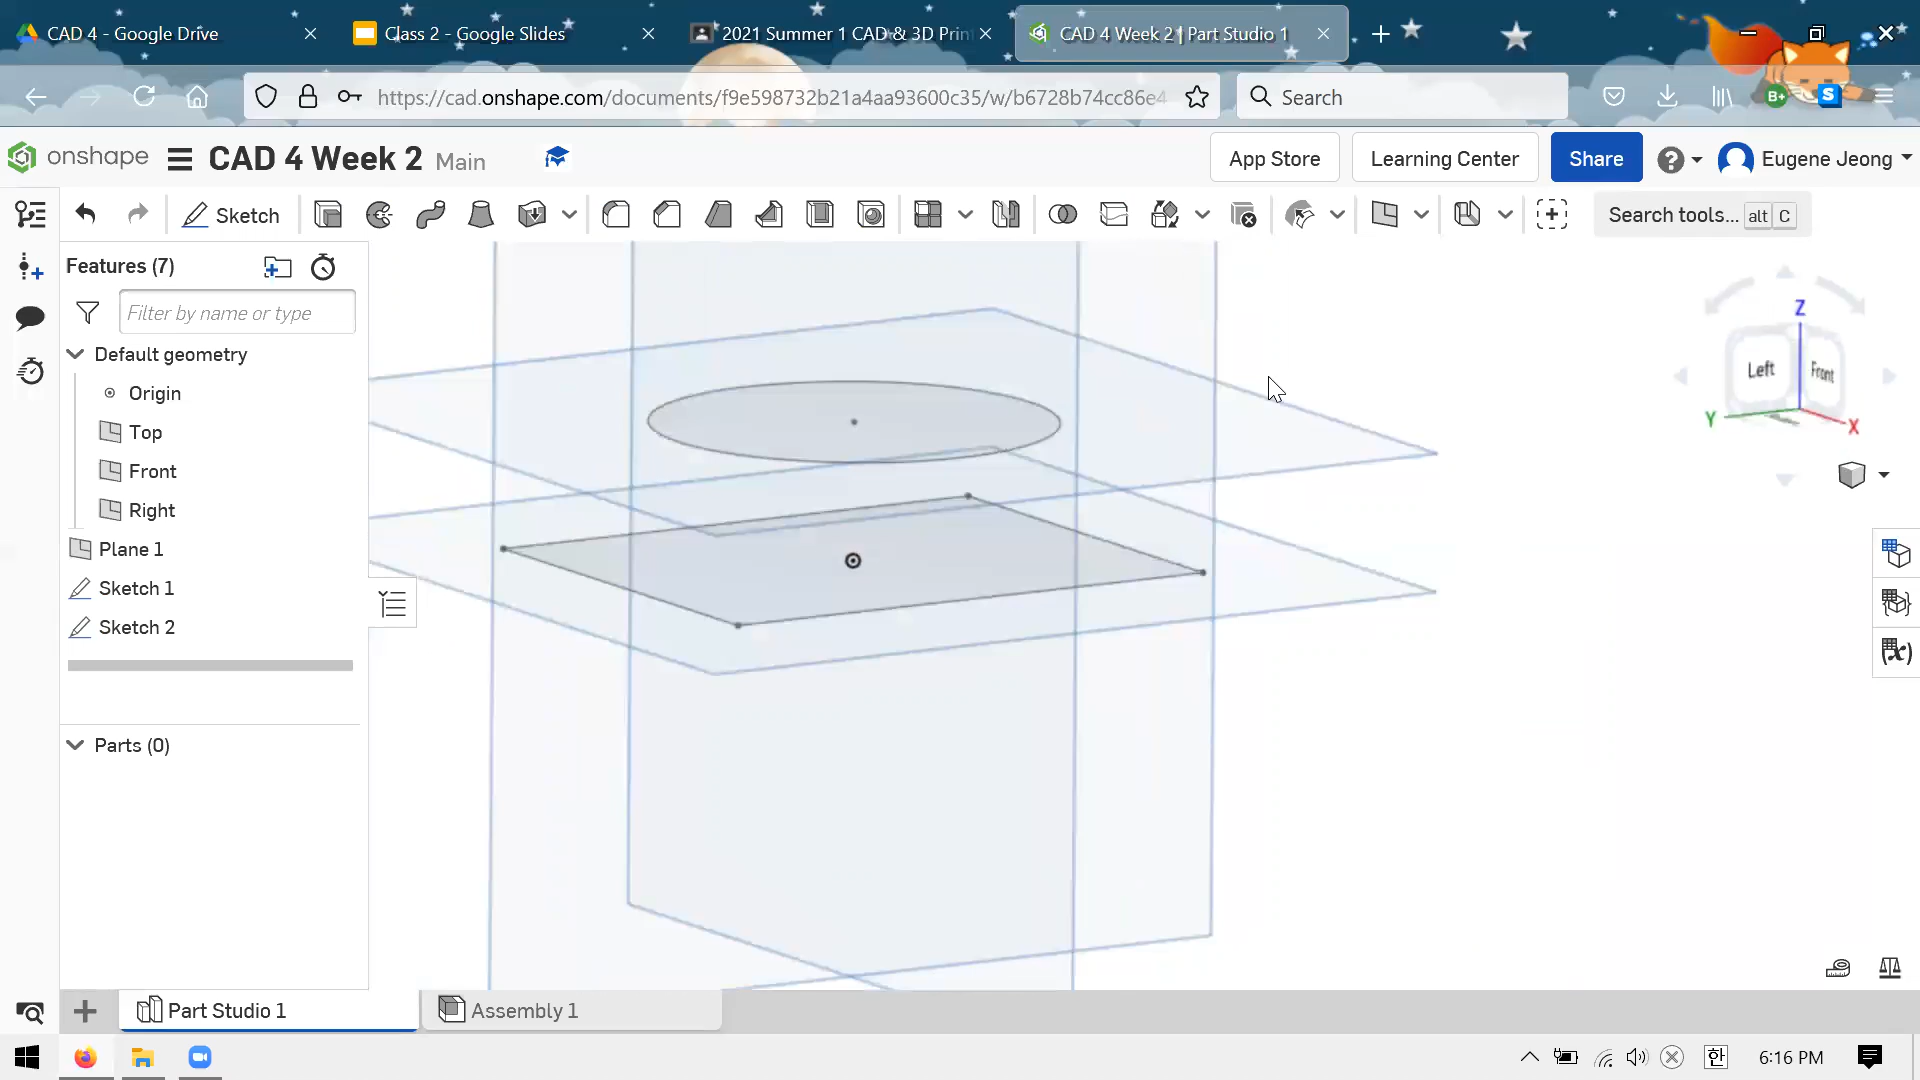 CAD 4 - Google Drive
Class 2 - Google Slides
2021 Summer 1 CAD & 3D Prin
CAD 4 Week 2 | Part Studio 1
https://cad.onshape.com/documents/f9e598732b21a4aa93600c35/w/b6728b74cc86e4
Search
B+
S
onshape
CAD 4 Week 2 Main
App Store
Learning Center
Share
Eugene Jeong
Sketch
Search tools... alt C
Features (7)
Filter by name or type
Default geometry
Origin
Top
Front
Right
Plane 1
Sketch 1
Sketch 2
Parts (0)
Z
Left
Front
Y
X
(x)
Part Studio 1
Assembly 1
한
6:16 PM